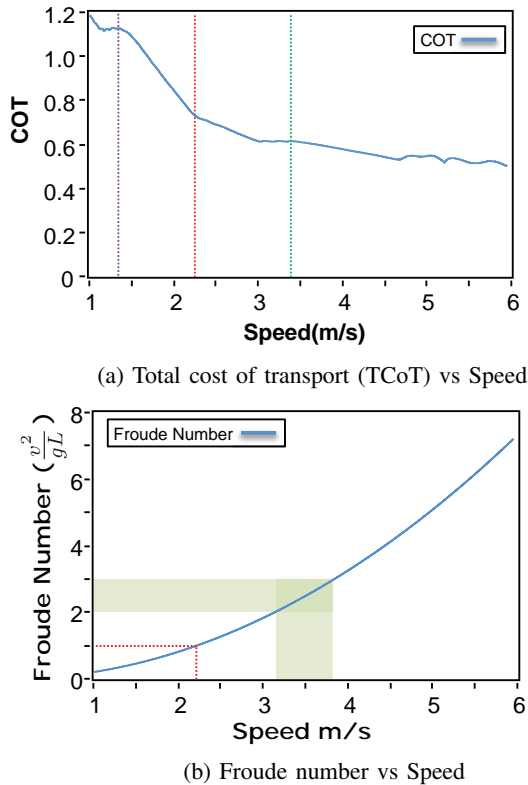 1.2
1.0
0.8
0.6
0.4
0.2
0
COT
COT
1 2 3 4 5 6
Speed(m/s)
(a) Total cost of transport (TCoT) vs Speed
8
6
4
2
0
Froude Number (v²/gL)
Froude Number
1 2 3 4 5 6
Speed m/s
(b) Froude number vs Speed